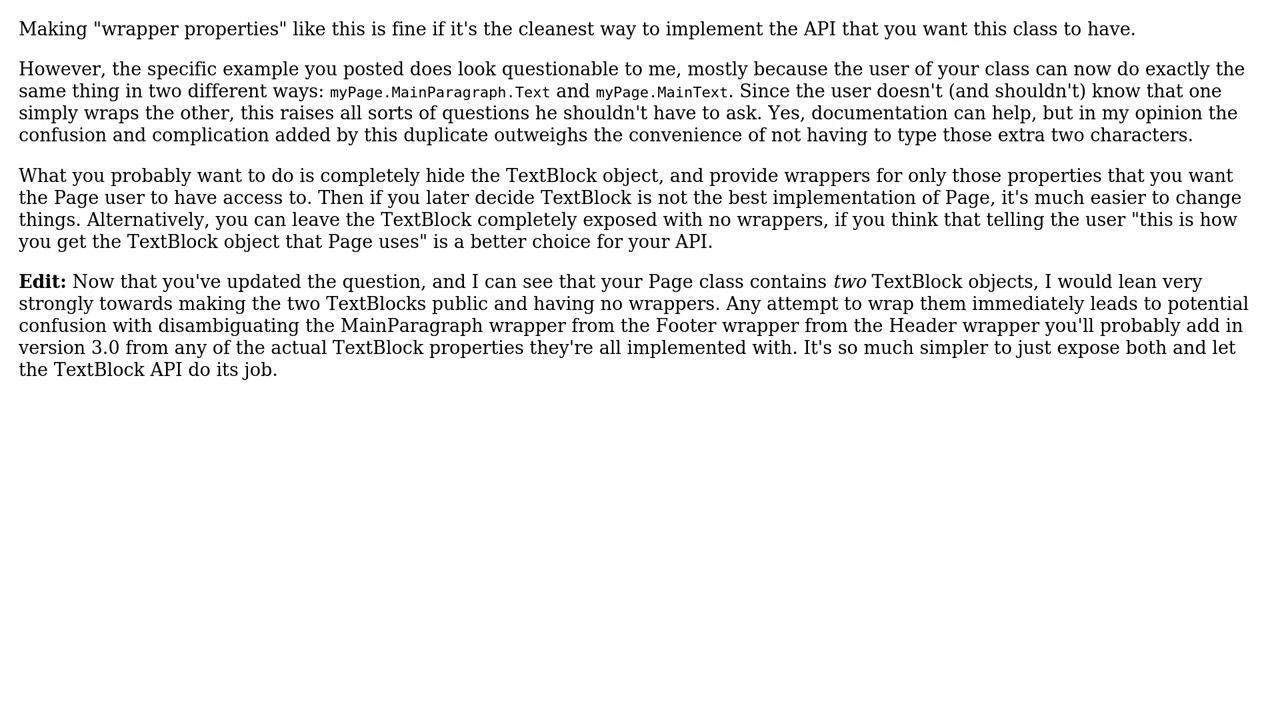 Making "wrapper properties" like this is fine if it's the cleanest way to implement the API that you want this class to have.
However, the specific example you posted does look questionable to me, mostly because the user of your class can now do exactly the
same thing in two different ways: myPage.MainParagraph.Text and myPage.MainText. Since the user doesn't (and shouldn't) know that one
simply wraps the other, this raises all sorts of questions he shouldn't have to ask. Yes, documentation can help, but in my opinion the
confusion and complication added by this duplicate outweighs the convenience of not having to type those extra two characters.
What you probably want to do is completely hide the TextBlock object, and provide wrappers for only those properties that you want
the Page user to have access to. Then if you later decide TextBlock is not the best implementation of Page, it's much easier to change
things. Alternatively, you can leave the TextBlock completely exposed with no wrappers, if you think that telling the user "this is how
you get the TextBlock object that Page uses" is a better choice for your API.
Edit: Now that you've updated the question, and I can see that your Page class contains two TextBlock objects, I would lean very
strongly towards making the two TextBlocks public and having no wrappers. Any attempt to wrap them immediately leads to potential
confusion with disambiguating the MainParagraph wrapper from the Footer wrapper from the Header wrapper you'll probably add in
version 3.0 from any of the actual TextBlock properties they're all implemented with. It's so much simpler to just expose both and let
the TextBlock API do its job.